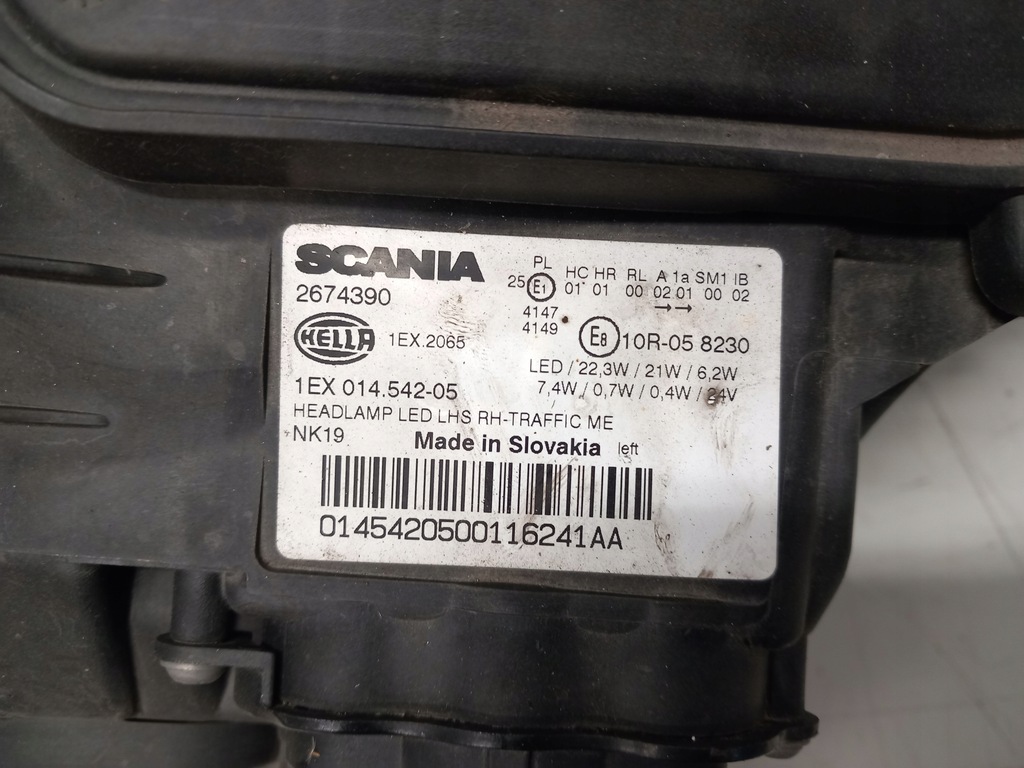 SCANIA
2674390
HELLA 1EX.2065
1EX 014.542-05
HEADLAMP LED LHS RH-TRAFFIC ME
NK19 Made in Slovakia left
PL HC HR RL A 1a SM1 IB
25 E1 01 01 00 02 01 00 02
→→
4147
4149
E8 10R-05 8230
LED / 22,3W / 21W / 6,2W
7,4W / 0,7W / 0,4W / 24V
0145420500116241AA